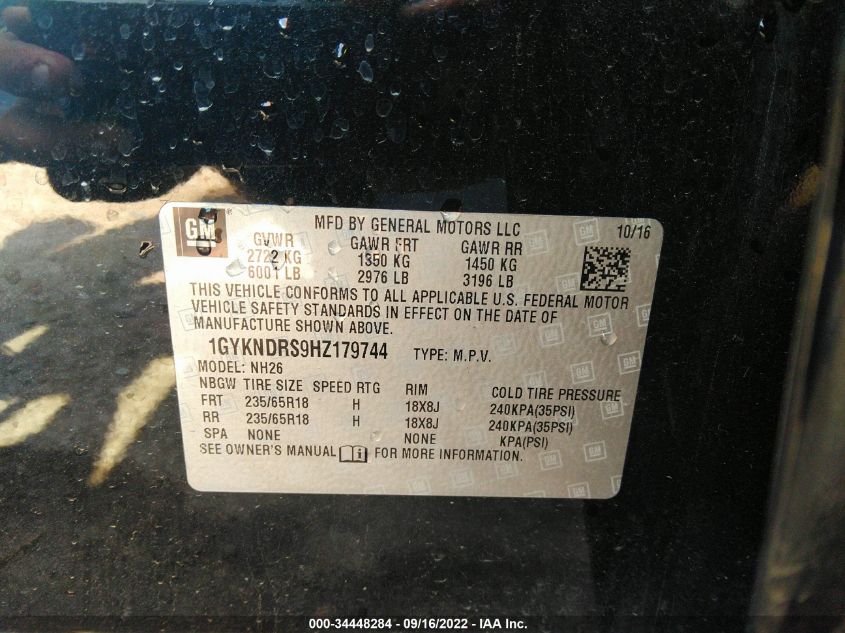 GM ®
MFD BY GENERAL MOTORS LLC 10/16
GVWR GAWR FRT GAWR RR
2722 KG 1350 KG 1450 KG
6001 LB 2976 LB 3196 LB
THIS VEHICLE CONFORMS TO ALL APPLICABLE U.S. FEDERAL MOTOR
VEHICLE SAFETY STANDARDS IN EFFECT ON THE DATE OF
MANUFACTURE SHOWN ABOVE.
1GYKNDRS9HZ179744 TYPE: M.P.V.
MODEL: NH26
NBGW TIRE SIZE SPEED RTG RIM COLD TIRE PRESSURE
FRT 235/65R18 H 18X8J 240KPA(35PSI)
RR 235/65R18 H 18X8J 240KPA(35PSI)
SPA NONE NONE KPA(PSI)
SEE OWNER'S MANUAL FOR MORE INFORMATION.
000-34448284 - 09/16/2022 - IAA Inc.